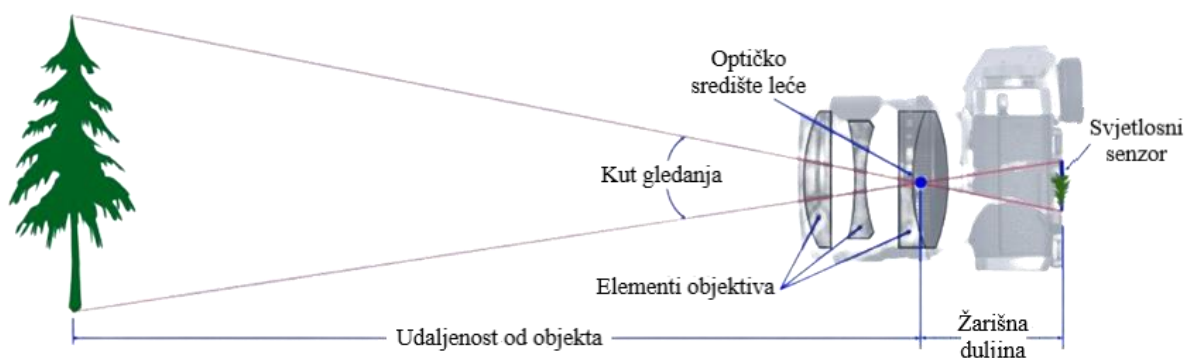 Optičko
središte leće
Svjetlosni
senzor
Kut gledanja
Elementi objektiva
Udaljenost od objekta
Žarišna
duljina